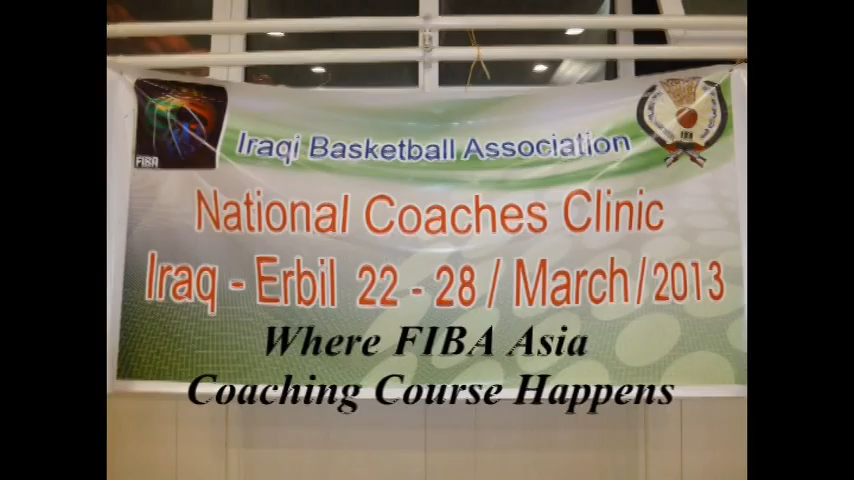 FIBA
Iraqi Basketball Association
National Coaches Clinic
Iraq - Erbil 22 - 28 / March / 2013
Where FIBA Asia
Coaching Course Happens